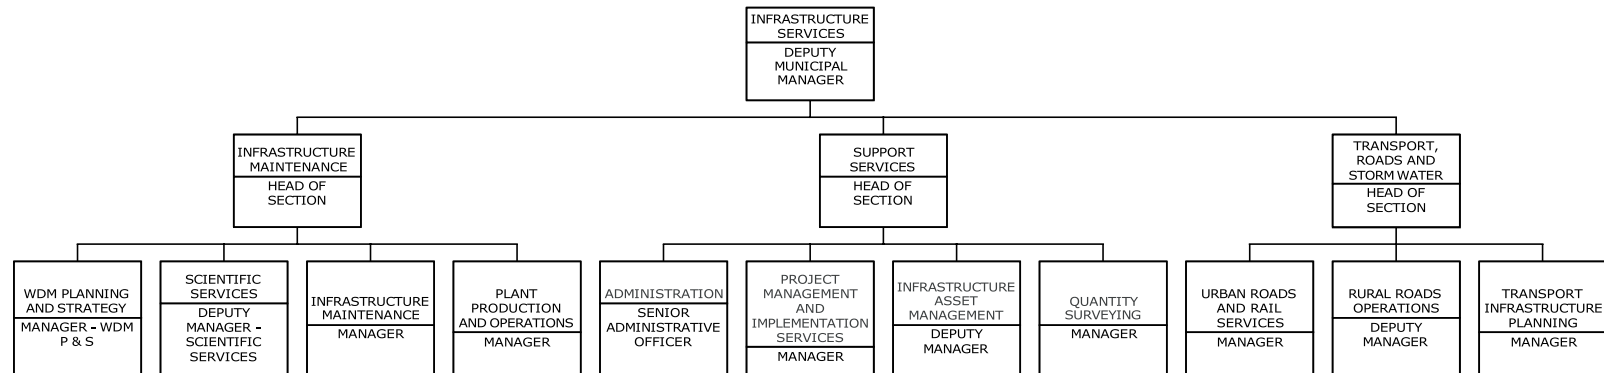 INFRASTRUCTURE
SERVICES
DEPUTY
MUNICIPAL
MANAGER
INFRASTRUCTURE
MAINTENANCE
HEAD OF
SECTION
SUPPORT
SERVICES
HEAD OF
SECTION
TRANSPORT,
ROADS AND
STORM WATER
HEAD OF
SECTION
WDM PLANNING
AND STRATEGY
MANAGER - WDM
P & S
SCIENTIFIC
SERVICES
DEPUTY
MANAGER -
SCIENTIFIC
SERVICES
INFRASTRUCTURE
MAINTENANCE
MANAGER
PLANT
PRODUCTION
AND OPERATIONS
MANAGER
ADMINISTRATION
SENIOR
ADMINISTRATIVE
OFFICER
PROJECT
MANAGEMENT
AND
IMPLEMENTATION
SERVICES
MANAGER
INFRASTRUCTURE
ASSET
MANAGEMENT
DEPUTY
MANAGER
QUANTITY
SURVEYING
MANAGER
URBAN ROADS
AND RAIL
SERVICES
MANAGER
RURAL ROADS
OPERATIONS
DEPUTY
MANAGER
TRANSPORT
INFRASTRUCTURE
PLANNING
MANAGER